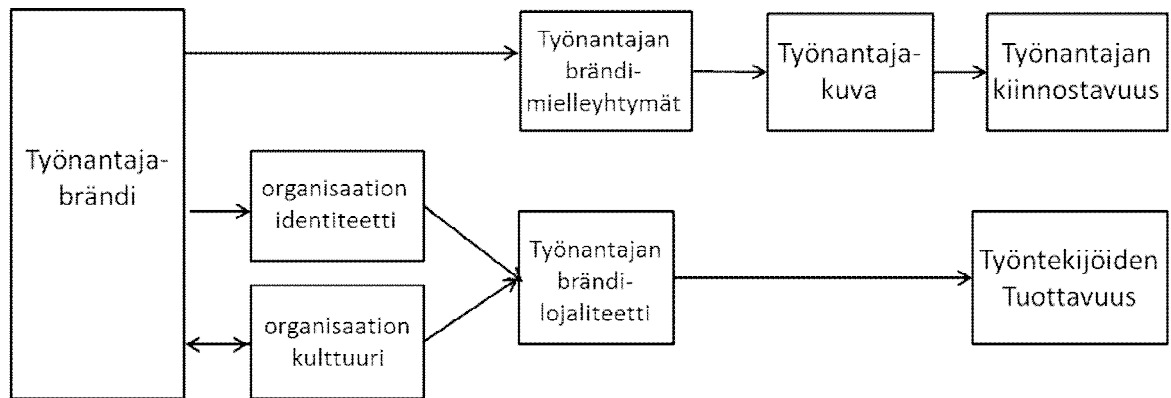 Työnantaja-
brändi
Työnantajan
brändi-
mielleyhtymät
Työnantaja-
kuva
Työnantajan
kiinnostavuus
organisaation
identiteetti
organisaation
kulttuuri
Työnantajan
brändi-
lojaliteetti
Työntekijöiden
Tuottavuus